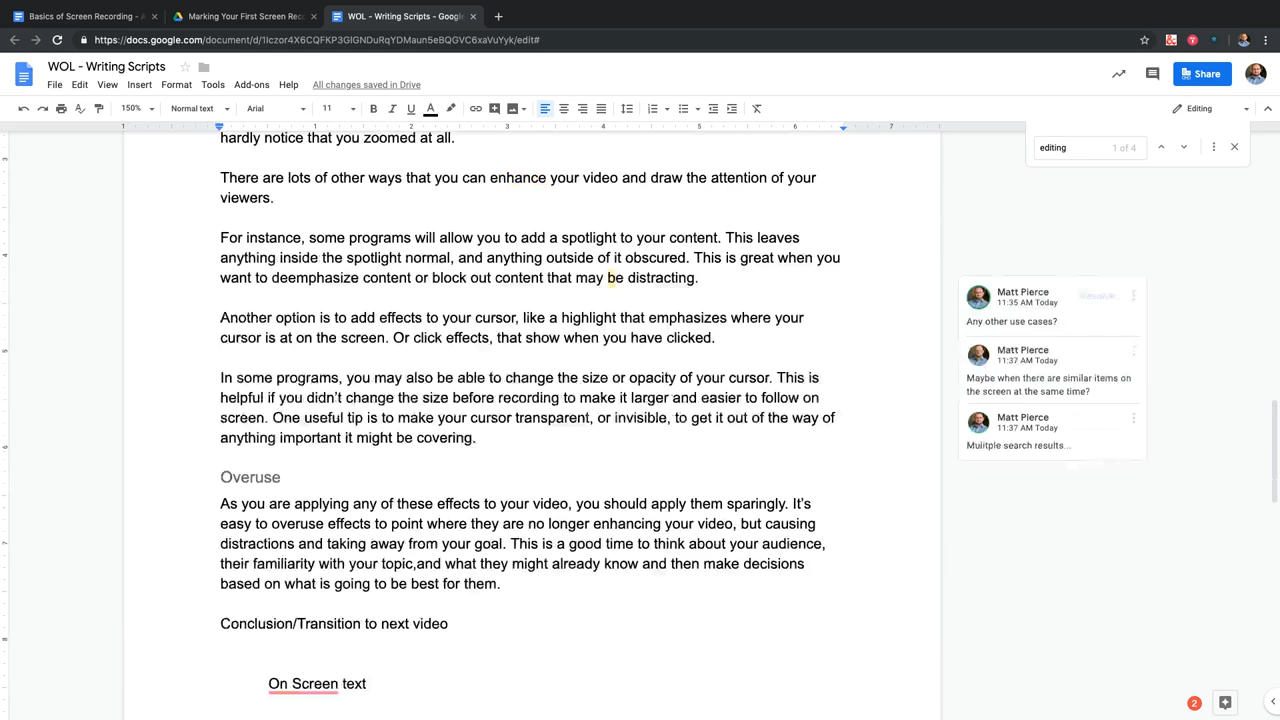 Basics of Screen Recording -
Marking Your First Screen Rec
WOL - Writing Scripts - Google
https://docs.google.com/document/d/1Iczor4X6CQFKP3GlGNDuRqYDMaun5eBQGVC6xaVuYyk/edit#
WOL - Writing Scripts
File Edit View Insert Format Tools Add-ons Help All changes saved in Drive
Share
150% Normal text Arial 11 B I U A Editing
1 1 2 3 4 5 6 7
editing 1 of 4
hardly notice that you zoomed at all.
There are lots of other ways that you can enhance your video and draw the attention of your
viewers.
For instance, some programs will allow you to add a spotlight to your content. This leaves
anything inside the spotlight normal, and anything outside of it obscured. This is great when you
want to deemphasize content or block out content that may be distracting.
Another option is to add effects to your cursor, like a highlight that emphasizes where your
cursor is at on the screen. Or click effects, that show when you have clicked.
In some programs, you may also be able to change the size or opacity of your cursor. This is
helpful if you didn't change the size before recording to make it larger and easier to follow on
screen. One useful tip is to make your cursor transparent, or invisible, to get it out of the way of
anything important it might be covering.
Overuse
As you are applying any of these effects to your video, you should apply them sparingly. It's
easy to overuse effects to point where they are no longer enhancing your video, but causing
distractions and taking away from your goal. This is a good time to think about your audience,
their familiarity with your topic,and what they might already know and then make decisions
based on what is going to be best for them.
Conclusion/Transition to next video
On Screen text
Matt Pierce
11:35 AM Today
Any other use cases?
Matt Pierce
11:37 AM Today
Maybe when there are similar items on
the screen at the same time?
Matt Pierce
11:37 AM Today
Muiitple search results...
3
4
5
6
7
8
2